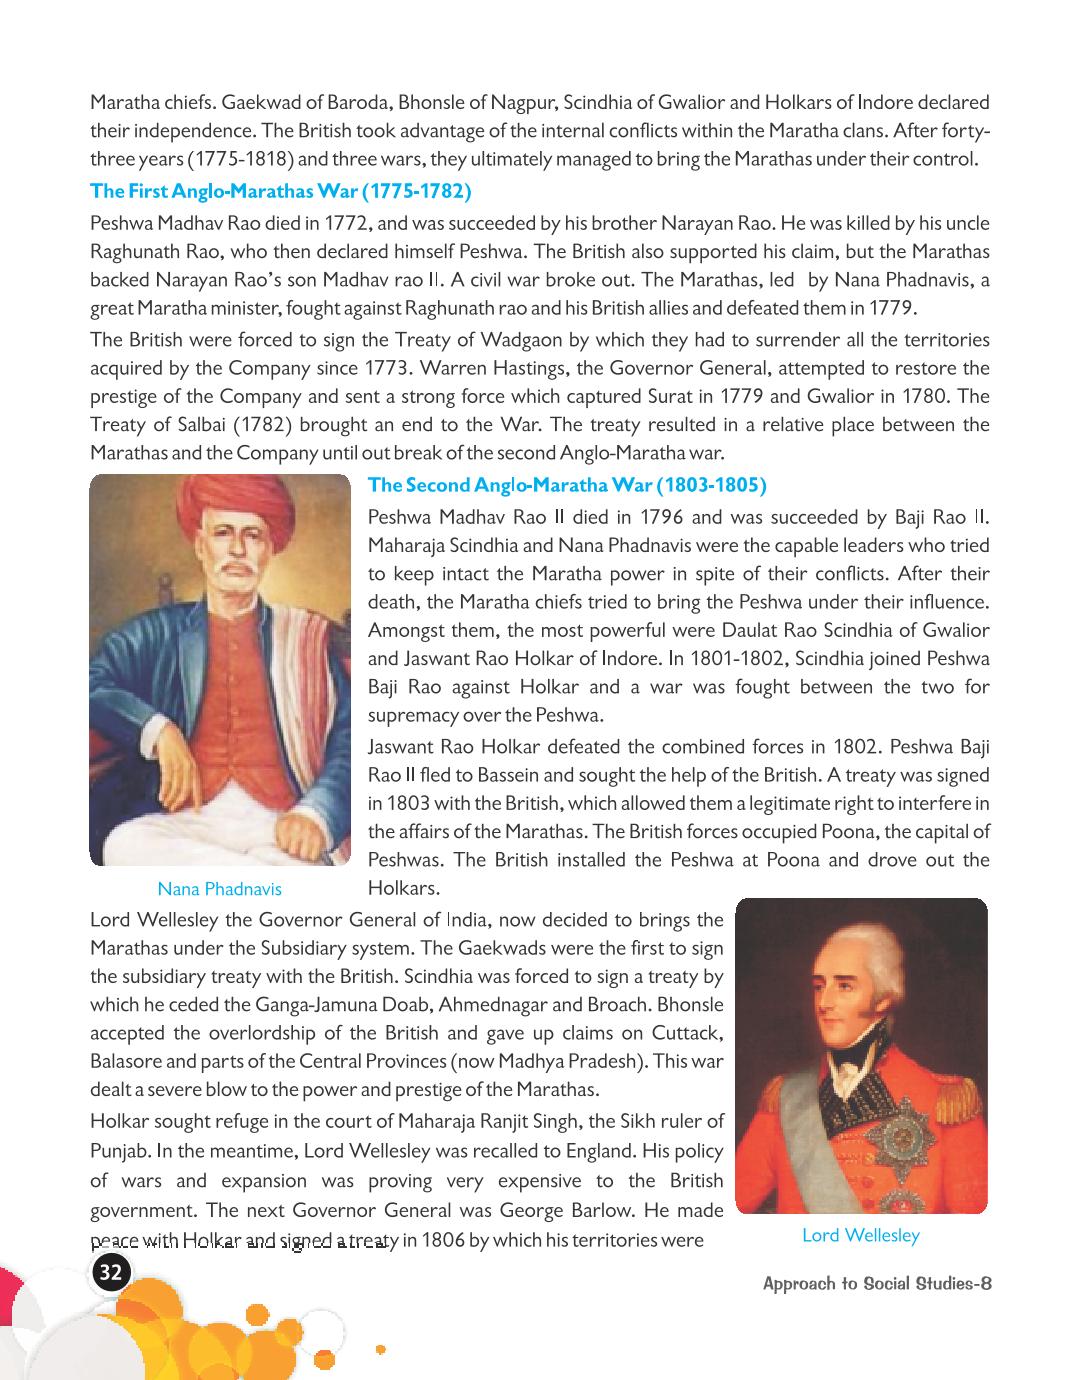 Maratha chiefs. Gaekwad of Baroda, Bhonsle of Nagpur, Scindhia of Gwalior and Holkars of Indore declared
their independence. The British took advantage of the internal conflicts within the Maratha clans. After forty-
three years (1775-1818) and three wars, they ultimately managed to bring the Marathas under their control.
The First Anglo-Marathas War (1775-1782)
Peshwa Madhav Rao died in 1772, and was succeeded by his brother Narayan Rao. He was killed by his uncle
Raghunath Rao, who then declared himself Peshwa. The British also supported his claim, but the Marathas
backed Narayan Rao's son Madhav rao II. A civil war broke out. The Marathas, led by Nana Phadnavis, a
great Maratha minister, fought against Raghunath rao and his British allies and defeated them in 1779.
The British were forced to sign the Treaty of Wadgaon by which they had to surrender all the territories
acquired by the Company since 1773. Warren Hastings, the Governor General, attempted to restore the
prestige of the Company and sent a strong force which captured Surat in 1779 and Gwalior in 1780. The
Treaty of Salbai (1782) brought an end to the War. The treaty resulted in a relative place between the
Marathas and the Company until out break of the second Anglo-Maratha war.
The Second Anglo-Maratha War (1803-1805)
Peshwa Madhav Rao II died in 1796 and was succeeded by Baji Rao II.
Maharaja Scindhia and Nana Phadnavis were the capable leaders who tried
to keep intact the Maratha power in spite of their conflicts. After their
death, the Maratha chiefs tried to bring the Peshwa under their influence.
Amongst them, the most powerful were Daulat Rao Scindhia of Gwalior
and Jaswant Rao Holkar of Indore. In 1801-1802, Scindhia joined Peshwa
Baji Rao against Holkar and a war was fought between the two for
supremacy over the Peshwa.
Jaswant Rao Holkar defeated the combined forces in 1802. Peshwa Baji
Rao II fled to Bassein and sought the help of the British. A treaty was signed
in 1803 with the British, which allowed them a legitimate right to interfere in
the affairs of the Marathas. The British forces occupied Poona, the capital of
Peshwas. The British installed the Peshwa at Poona and drove out the
Holkars.
Nana Phadnavis
Lord Wellesley the Governor General of India, now decided to brings the
Marathas under the Subsidiary system. The Gaekwads were the first to sign
the subsidiary treaty with the British. Scindhia was forced to sign a treaty by
which he ceded the Ganga-Jamuna Doab, Ahmednagar and Broach. Bhonsle
accepted the overlordship of the British and gave up claims on Cuttack,
Balasore and parts of the Central Provinces (now Madhya Pradesh). This war
dealt a severe blow to the power and prestige of the Marathas.
Holkar sought refuge in the court of Maharaja Ranjit Singh, the Sikh ruler of
Punjab. In the meantime, Lord Wellesley was recalled to England. His policy
of wars and expansion was proving very expensive to the British
government. The next Governor General was George Barlow. He made
peace with Holkar and signed a treaty in 1806 by which his territories were
Lord Wellesley
32
Approach to Social Studies-8